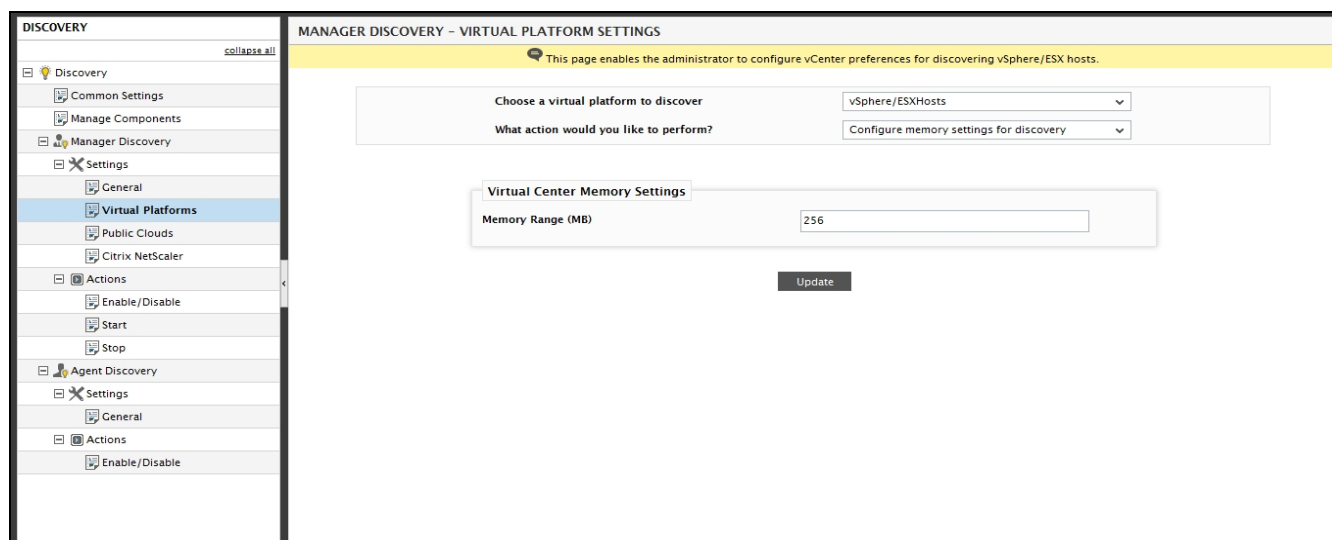 DISCOVERY
collapse all
Discovery
Common Settings
Manage Components
Manager Discovery
Settings
General
Virtual Platforms
Public Clouds
Citrix NetScaler
Actions
Enable/Disable
Start
Stop
Agent Discovery
Settings
General
Actions
Enable/Disable
MANAGER DISCOVERY - VIRTUAL PLATFORM SETTINGS
This page enables the administrator to configure vCenter preferences for discovering vSphere/ESX hosts.
Choose a virtual platform to discover vSphere/ESXHosts
What action would you like to perform? Configure memory settings for discovery
Virtual Center Memory Settings
Memory Range (MB) 256
Update